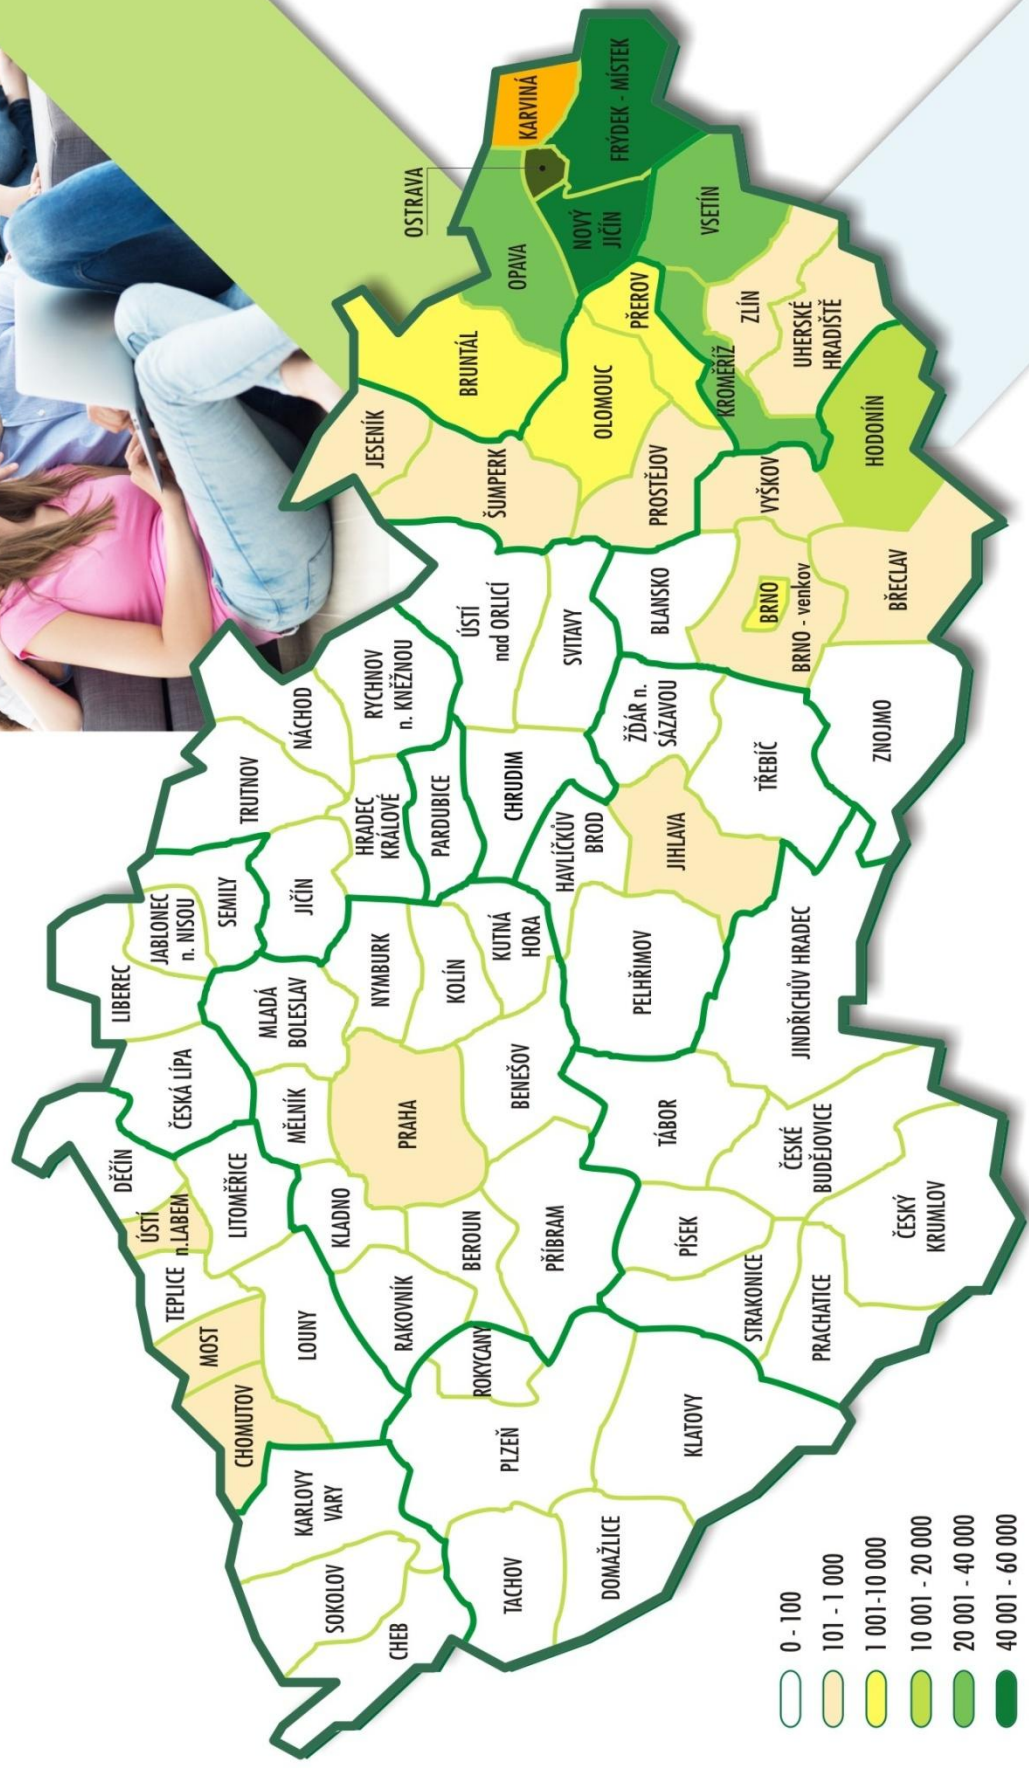 KARVINÁ
OSTRAVA
FRÝDEK - MÍSTEK
NOVÝ
JIČÍN
OPAVA
VSETÍN
BRUNTÁL
PŘEROV
ZLÍN
UHERSKÉ
HRADIŠTĚ
KROMĚŘÍŽ
OLOMOUC
JESENÍK
ŠUMPERK
PROSTĚJOV
VYŠKOV
HODONÍN
BŘECLAV
BRNO
BRNO - venkov
BLANSKO
ÚSTÍ
nad ORLICÍ
SVITAVY
RYCHNOV
n. KNĚŽNOU
NÁCHOD
TRUTNOV
HRADEC
KRÁLOVÉ
PARDUBICE
CHRUDIM
ŽĎÁR n.
SÁZAVOU
TŘEBÍČ
ZNOJMO
HAVLÍČKŮV
BROD
JIHLAVA
PELHŘIMOV
JIČÍN
SEMILY
JABLONEC
n. NISOU
LIBEREC
ČESKÁ LÍPA
MLADÁ
BOLESLAV
NYMBURK
KOLÍN
KUTNÁ
HORA
MĚLNÍK
PRAHA
BENEŠOV
JINDŘICHŮV HRADEC
TÁBOR
ČESKÉ
BUDĚJOVICE
ČESKÝ
KRUMLOV
PÍSEK
STRAKONICE
PRACHATICE
DĚČÍN
ÚSTÍ
n.LABEM
LITOMĚŘICE
TEPLICE
MOST
CHOMUTOV
LOUNY
KLADNO
BEROUN
RAKOVNÍK
PŘÍBRAM
ROKYCANY
PLZEŇ
KLATOVY
KARLOVY
VARY
SOKOLOV
CHEB
TACHOV
DOMAŽLICE
0 - 100
101 - 1 000
1 001-10 000
10 001 - 20 000
20 001 - 40 000
40 001 - 60 000